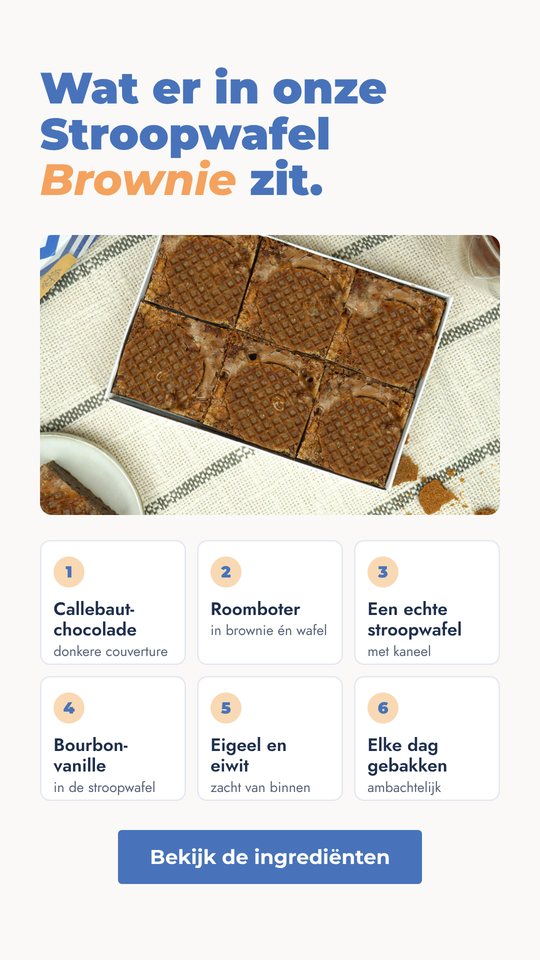 Wat er in onze
Stroopwafel
Brownie zit.
1
Callebaut-
chocolade
donkere couverture
2
Roomboter
in brownie én wafel
3
Een echte
stroopwafel
met kaneel
4
Bourbon-
vanille
in de stroopwafel
5
Eigeel en
eiwit
zacht van binnen
6
Elke dag
gebakken
ambachtelijk
Bekijk de ingrediënten